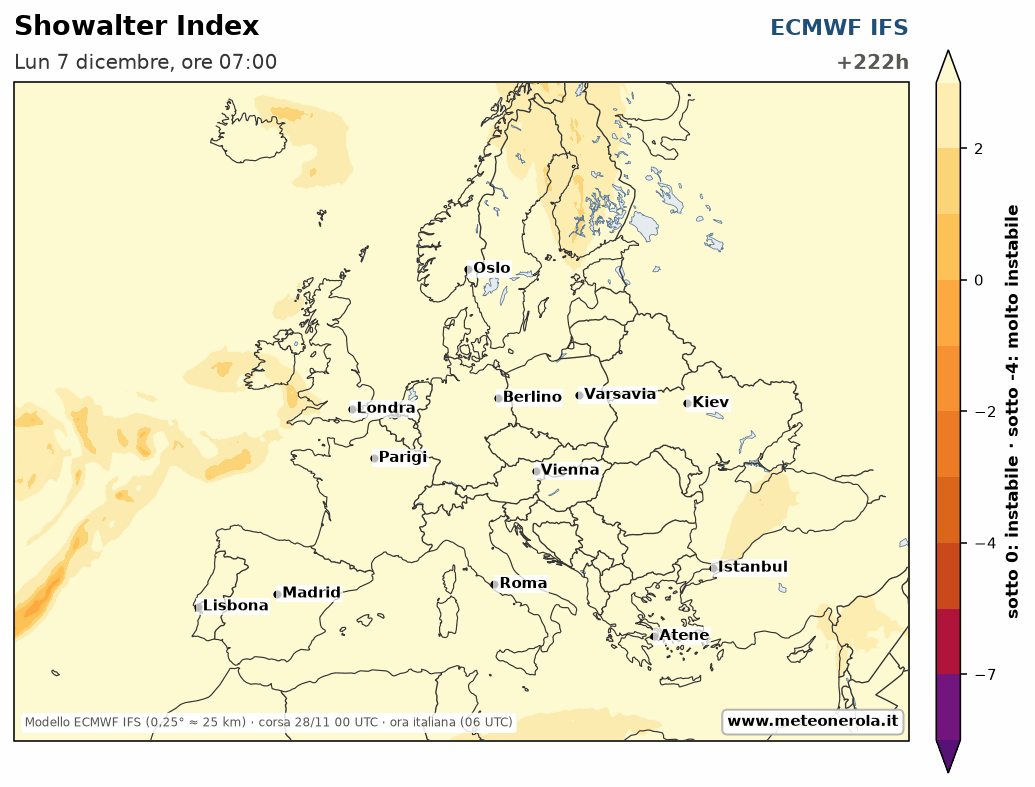 Showalter Index
ECMWF IFS
Lun 7 dicembre, ore 07:00
+222h
2
0
−2
−4
−7
sotto 0: instabile · sotto -4: molto instabile
Oslo
Berlino
Varsavia
Kiev
Londra
Parigi
Vienna
Istanbul
Roma
Madrid
Lisbona
Atene
Modello ECMWF IFS (0,25° ≈ 25 km) · corsa 28/11 00 UTC · ora italiana (06 UTC)
www.meteonerola.it